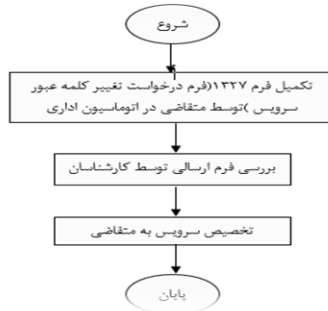 شروع
تکمیل فرم ۱۳۲۷(فرم درخواست تغییر کلمه عبور
سرویس )توسط متقاضی در اتوماسیون اداری
بررسی فرم ارسالی توسط کارشناسان
تخصیص سرویس به متقاضی
پایان